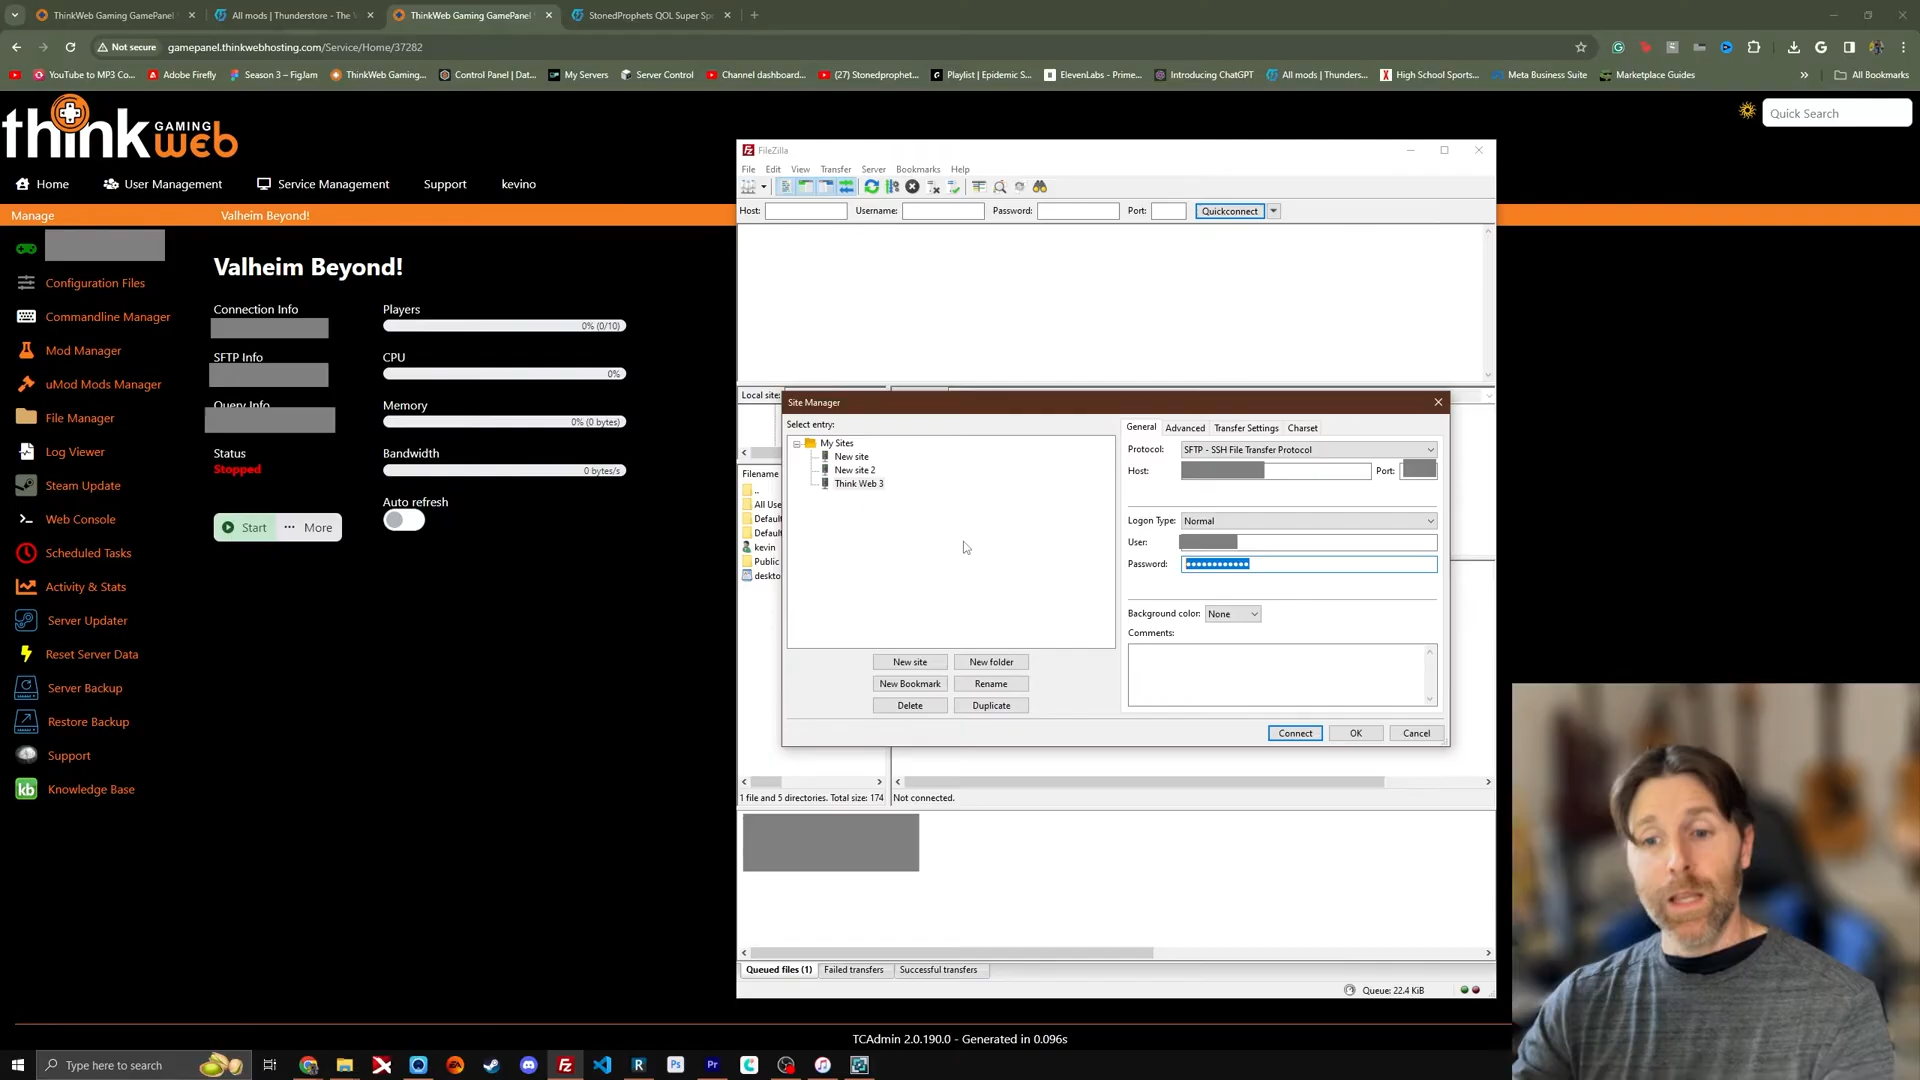 ThinkWeb Gaming GamePanel
All mods | Thunderstore - The V
ThinkWeb Gaming GamePanel
StonedProphets QOL Super Sp
Not secure
gamepanel.thinkwebhosting.com/Service/Home/37282
YouTube to MP3 Co...
Adobe Firefly
Season 3 – FigJam
ThinkWeb Gaming...
Control Panel | Dat...
My Servers
Server Control
Channel dashboard...
(27) Stonedprophet...
Playlist | Epidemic S...
ElevenLabs - Prime...
Introducing ChatGPT
All mods | Thunders...
High School Sports...
Meta Business Suite
Marketplace Guides
All Bookmarks
think GAMING web
Quick Search
Home
User Management
Service Management
Support
kevino
Manage
Valheim Beyond!
Configuration Files
Commandline Manager
Mod Manager
uMod Mods Manager
File Manager
Log Viewer
Steam Update
Web Console
Scheduled Tasks
Activity & Stats
Server Updater
Reset Server Data
Server Backup
Restore Backup
Support
kb Knowledge Base
Valheim Beyond!
Connection Info
SFTP Info
Query Info
Status
Stopped
Start
More
Players
0% (0/10)
CPU
0%
Memory
0% (0 bytes)
Bandwidth
0 bytes/s
Auto refresh
FileZilla
File Edit View Transfer Server Bookmarks Help
Host: Username: Password: Port: Quickconnect
Local site:
Filename
..
All Use
Default
Default
kevin
Public
deskto
Site Manager
Select entry:
My Sites
New site
New site 2
Think Web 3
New site
New folder
New Bookmark
Rename
Delete
Duplicate
General Advanced Transfer Settings Charset
Protocol: SFTP - SSH File Transfer Protocol
Host: Port:
Logon Type: Normal
User:
Password: ••••••••••••
Background color: None
Comments:
Connect OK Cancel
1 file and 5 directories. Total size: 174
Not connected.
Queued files (1) Failed transfers Successful transfers
Queue: 22.4 KiB
TCAdmin 2.0.190.0 - Generated in 0.096s
Type here to search